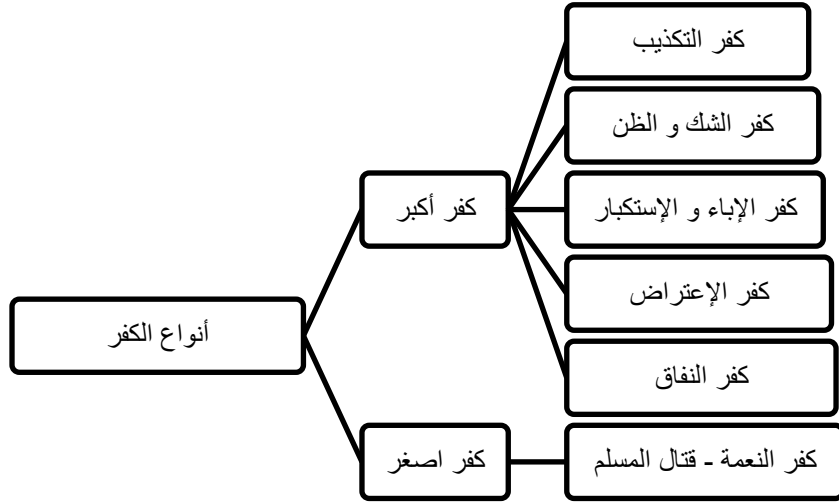 كفر التكذيب
كفر الشك و الظن
كفر أكبر
كفر الإباء و الإستكبار
كفر الإعتراض
أنواع الكفر
كفر النفاق
كفر اصغر
كفر النعمة - قتال المسلم